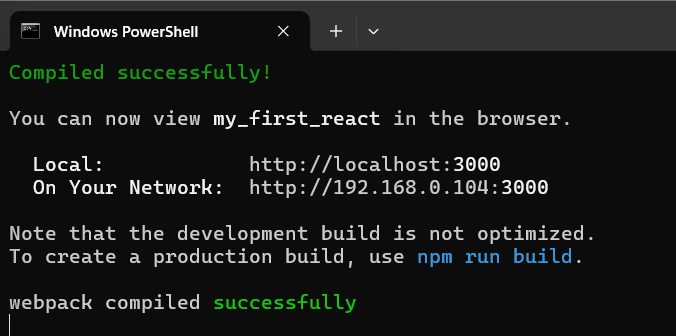 Windows PowerShell
Compiled successfully!
You can now view my_first_react in the browser.
Local: http://localhost:3000
On Your Network: http://192.168.0.104:3000
Note that the development build is not optimized.
To create a production build, use npm run build.
webpack compiled successfully